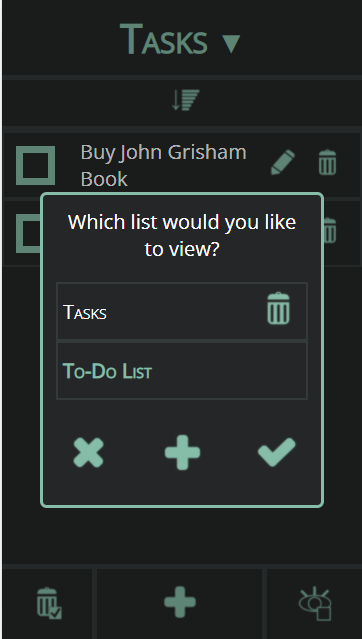 Tasks ▼
Buy John Grisham
Book
Which list would you like
to view?
Tasks
To-Do List